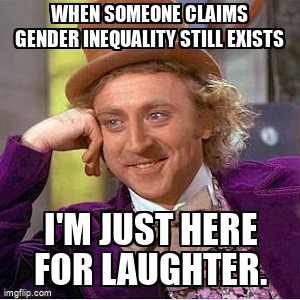 WHEN SOMEONE CLAIMS
GENDER INEQUALITY STILL EXISTS
I'M JUST HERE
FOR LAUGHTER.
imgflip.com